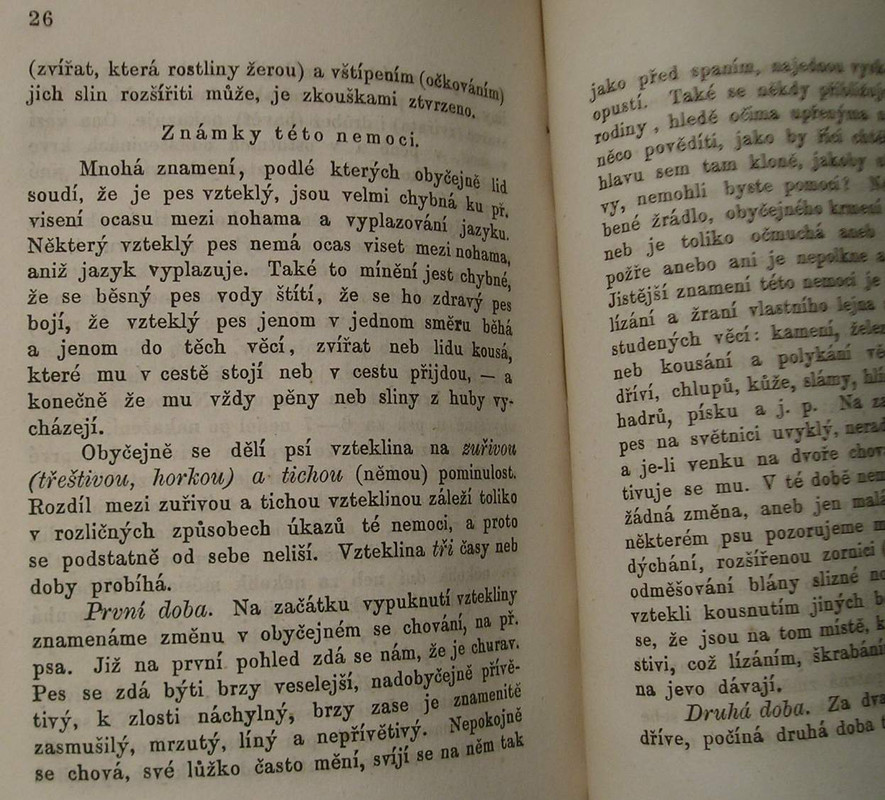 26
(zvířat, která rostliny žerou) a vštípením (očkováním)
jich slin rozšířiti může, je zkouškami ztvrzeno.
Známky této nemoci.
Mnohá znamení, podlé kterých obyčejně lid
soudí, že je pes vzteklý, jsou velmi chybná ku př.
visení ocasu mezi nohama a vyplazování jazyku.
Některý vzteklý pes nemá ocas viset mezi nohama,
aniž jazyk vyplazuje. Také to mínění jest chybné,
že se běsný pes vody štítí, že se ho zdravý pes
bojí, že vzteklý pes jenom v jednom směru běhá
a jenom do těch věcí, zvířat neb lidu kousá,
které mu v cestě stojí neb v cestu přijdou, — a
konečně že mu vždy pěny neb sliny z huby vy-
cházejí.
Obyčejně se dělí psí vzteklina na zuřivou
(třeštivou, horkou) a tichou (němou) pominulost.
Rozdíl mezi zuřivou a tichou vzteklinou záleží toliko
v rozličných způsobech úkazů té nemoci, a proto
se podstatně od sebe neliší. Vzteklina tři časy neb
doby probíhá.
První doba. Na začátku vypuknutí vztekliny
znamenáme změnu v obyčejném se chování, na př.
psa. Již na první pohled zdá se nám, že je churav.
Pes se zdá býti brzy veselejší, nadobyčejně přívě-
tivý, k zlosti náchylný, brzy zase je znamenitě
zasmušilý, mrzutý, líný a nepřívětivý. Nepokojně
se chová, své lůžko často mění, svíjí se na něm tak
jako před spaním, najednou
opustí. Také se někdy
rodiny, hledě očima upřenýma
něco povědíti, jako by říci
hlavu sem tam kloně, jakoby
vy, nemohli byste pomoci?
bené žrádlo, obyčejného krmení
neb je toliko očmuchá aneb
požře anebo ani je nepolkne
Jistější znamení této nemoci je
lízání a žraní vlastního lejna
studených věcí: kamení,
neb kousání a polykání
dříví, chlupů, kůže, slámy,
hadrů, písku a j. p. Na
pes na světnici uvyklý,
a je-li venku na dvoře
tivuje se mu. V té době
žádná změna, aneb jen
některém psu pozorujeme
dýchání, rozšířenou zornici
odměšování blány slizné
vztekli kousnutím jiných
se, že jsou na tom místě,
stivi, což lízáním,
na jevo dávají.
Druhá doba. Za
dříve, počíná druhá doba